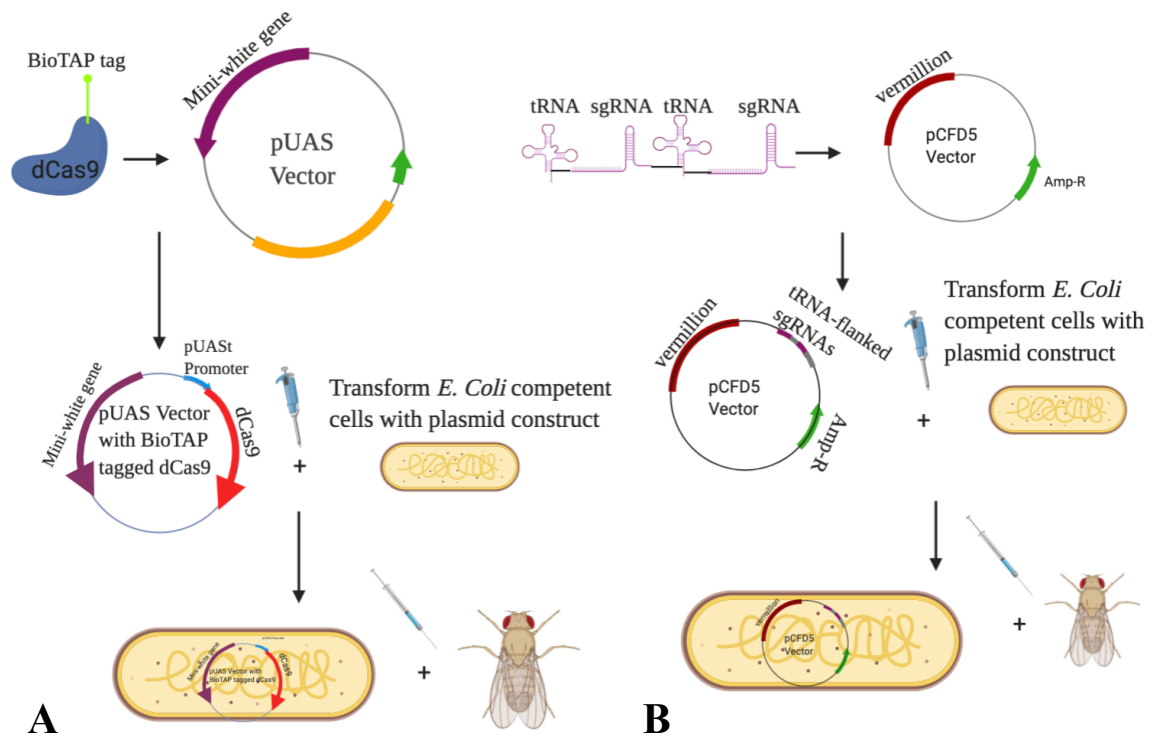 BioTAP tag
dCas9
Mini-white gene
pUAS
Vector
pUASt
Promoter
Mini-white gene
pUAS Vector
with BioTAP
tagged dCas9
dCas9
Transform E. Coli competent
cells with plasmid construct
+
Mini-white gene
pUAS Vector with
BioTAP tagged dCas9
dCas9
+
A
tRNA sgRNA tRNA sgRNA
vermillion
pCFD5
Vector
Amp-R
vermillion
tRNA-flanked
sgRNAs
pCFD5
Vector
Amp-R
Transform E. Coli
competent cells with
plasmid construct
+
vermillion
pCFD5
Vector
+
B